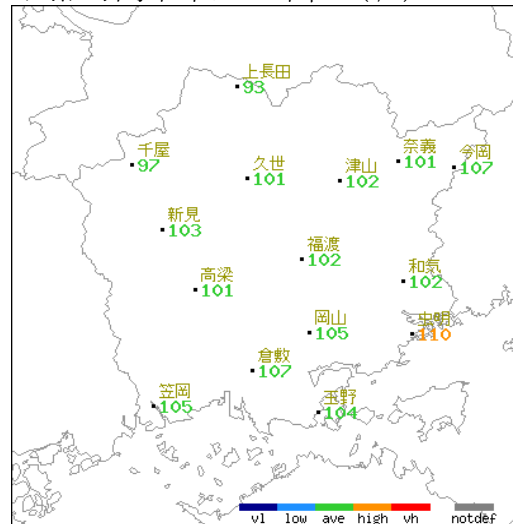 上長田
93
千屋
97
久世
101
津山
102
奈義
101
今岡
107
新見
103
福渡
102
高梁
101
和気
102
岡山
105
虫明
110
倉敷
107
笠岡
105
玉野
104
vl low ave high vh notdef